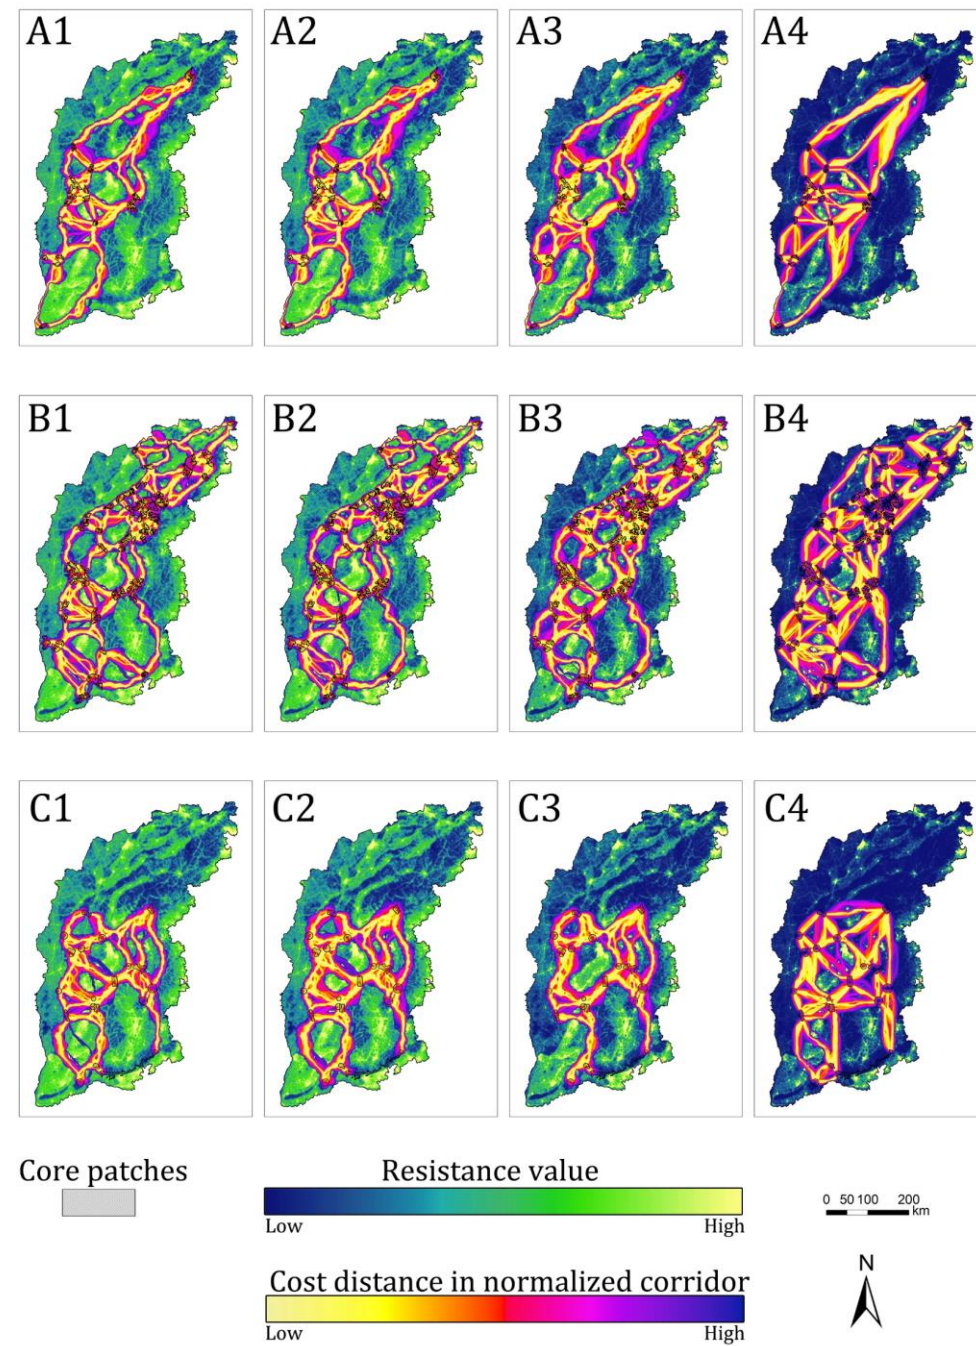 A1 A2 A3 A4
B1 B2 B3 B4
C1 C2 C3 C4
Core patches
Resistance value
Low High
0 50 100 200
km
Cost distance in normalized corridor
Low High
N